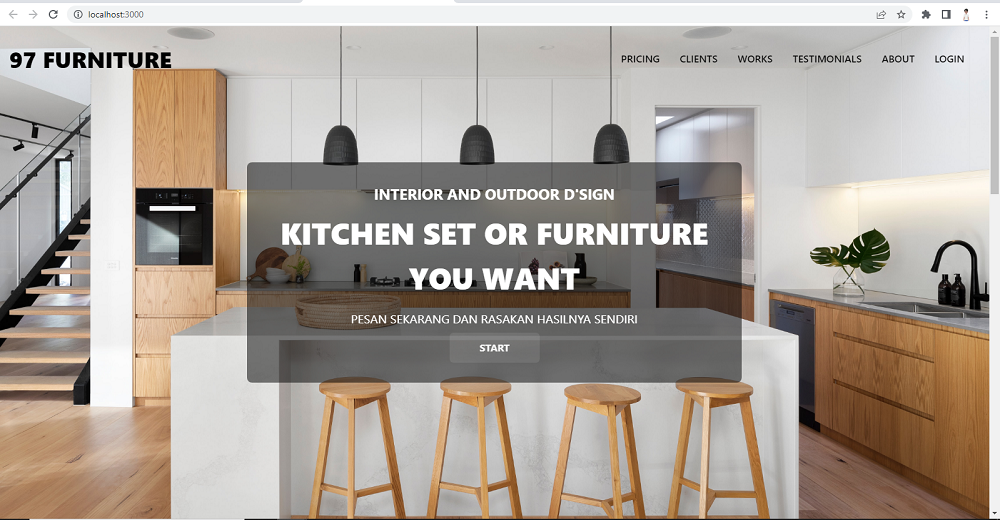 localhost:3000
97 FURNITURE
PRICING CLIENTS WORKS TESTIMONIALS ABOUT LOGIN
INTERIOR AND OUTDOOR D'SIGN
KITCHEN SET OR FURNITURE
YOU WANT
PESAN SEKARANG DAN RASAKAN HASILNYA SENDIRI
START